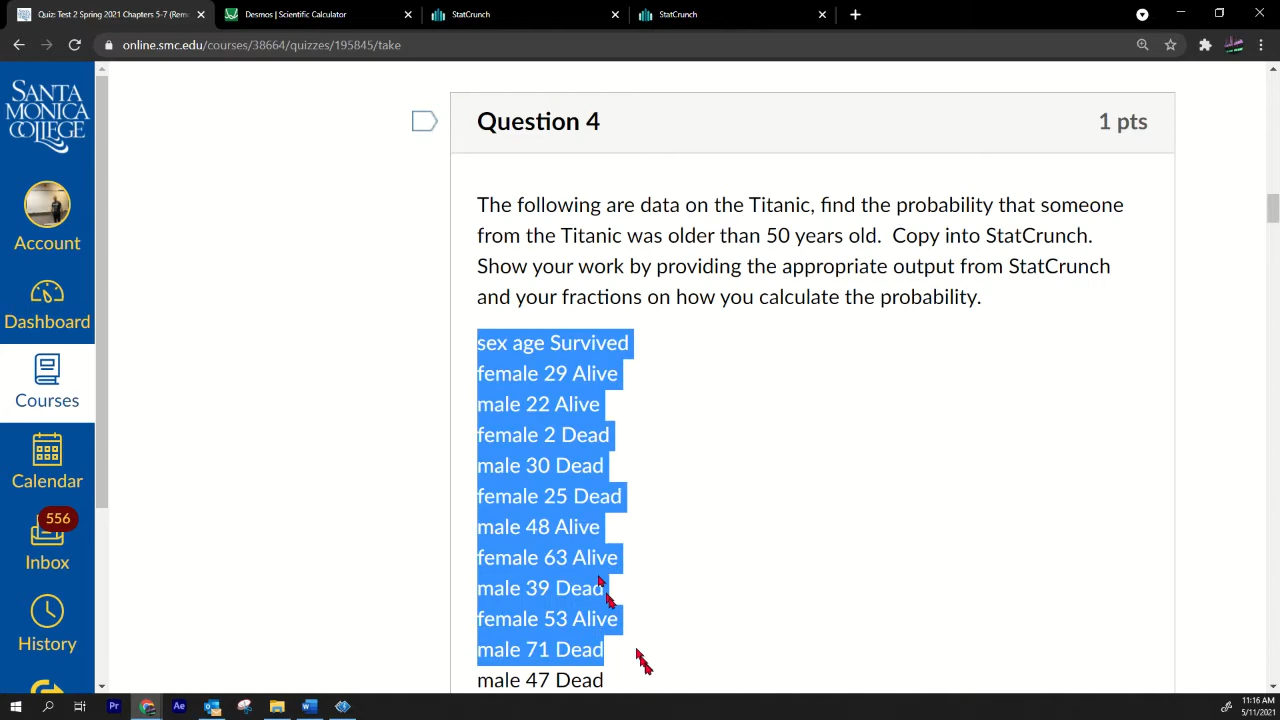 Quiz: Test 2 Spring 2021 Chapters 5-7 (Rem
Desmos | Scientific Calculator
StatCrunch
StatCrunch
online.smc.edu/courses/38664/quizzes/195845/take
SANTA
MONICA
COLLEGE
Account
Dashboard
Courses
Calendar
556
Inbox
History
Question 4
1 pts
The following are data on the Titanic, find the probability that someone
from the Titanic was older than 50 years old. Copy into StatCrunch.
Show your work by providing the appropriate output from StatCrunch
and your fractions on how you calculate the probability.
sex age Survived
female 29 Alive
male 22 Alive
female 2 Dead
male 30 Dead
female 25 Dead
male 48 Alive
female 63 Alive
male 39 Dead
female 53 Alive
male 71 Dead
male 47 Dead
Pr
Ae
11:16 AM
5/11/2021